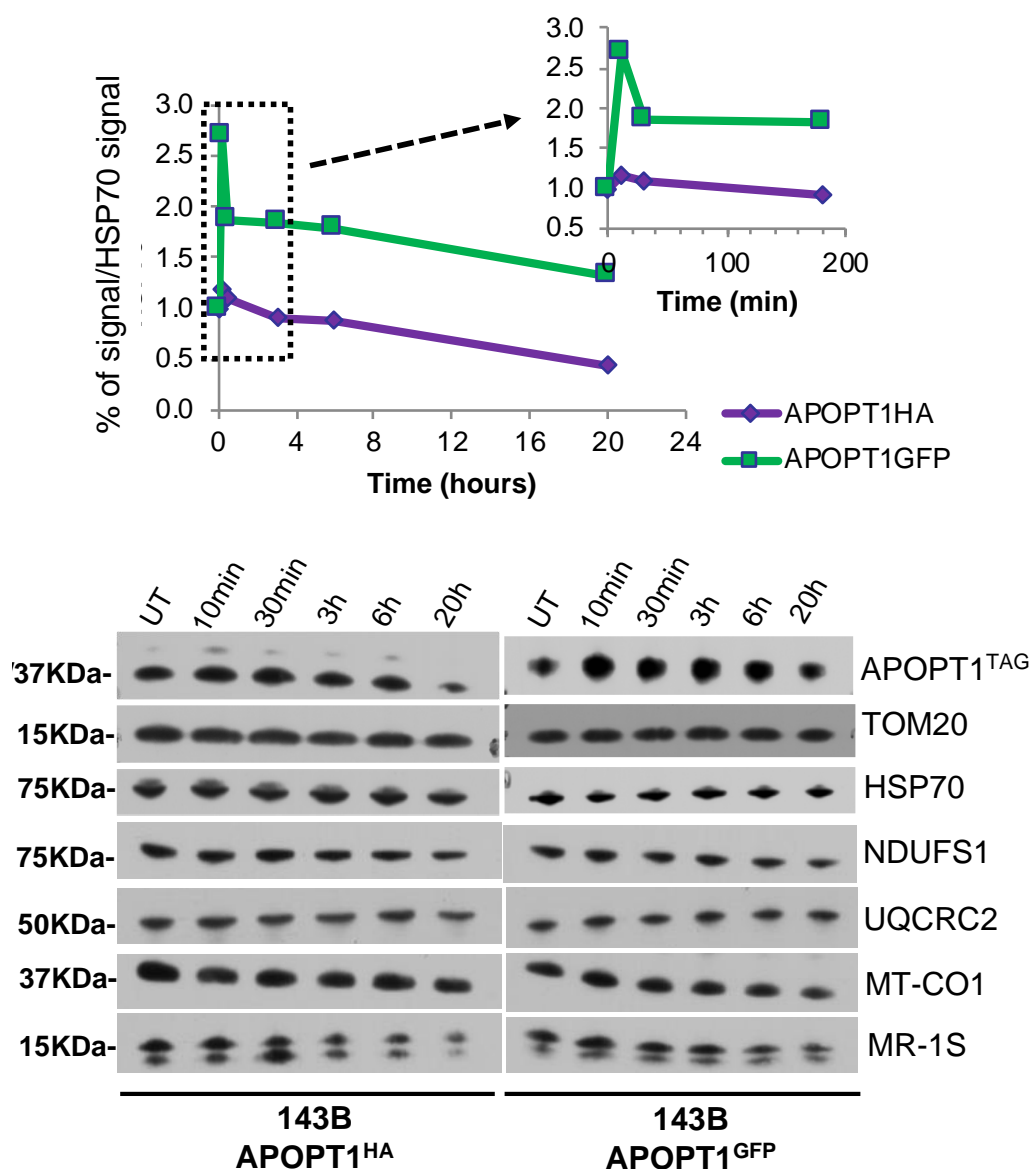 % of signal/HSP70 signal
3.0
2.5
2.0
1.5
1.0
0.5
0.0
0 4 8 12 16 20 24
Time (hours)
3.0
2.5
2.0
1.5
1.0
0.5
0 100 200
Time (min)
APOPT1HA
APOPT1GFP
UT 10min 30min 3h 6h 20h UT 10min 30min 3h 6h 20h
37KDa- APOPT1TAG
15KDa- TOM20
75KDa- HSP70
75KDa- NDUFS1
50KDa- UQCRC2
37KDa- MT-CO1
15KDa- MR-1S
143B 143B
APOPT1HA APOPT1GFP